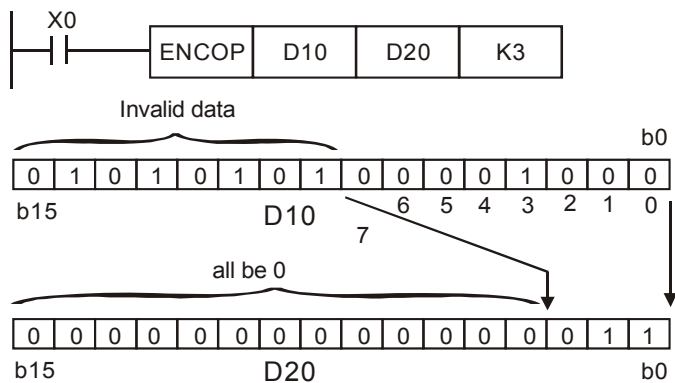 X0
ENCOP D10 D20 K3
Invalid data
b0
0 1 0 1 0 1 0 1 0 0 0 0 1 0 0 0
b15 D10 7 6 5 4 3 2 1 0
all be 0
0 0 0 0 0 0 0 0 0 0 0 0 0 0 1 1
b15 D20 b0